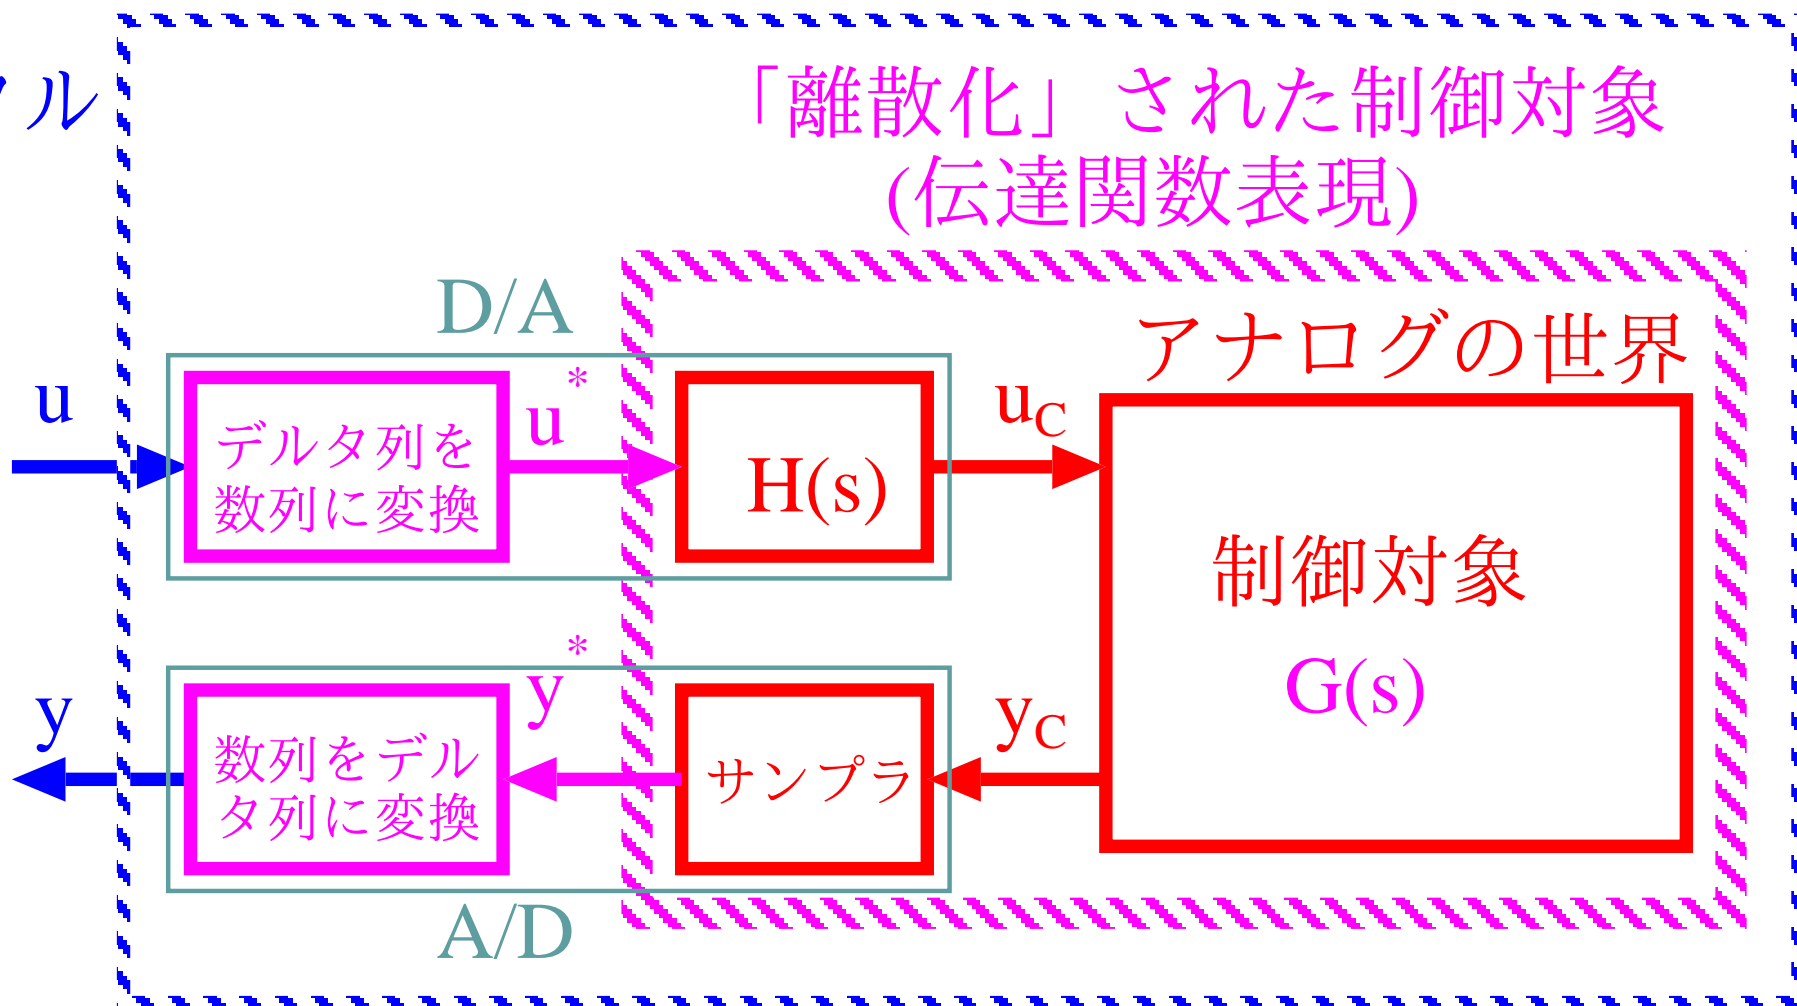 ル
「離散化」された制御対象
(伝達関数表現)
D/A
アナログの世界
u
デルタ列を
数列に変換
u*
H(s)
uC
制御対象
G(s)
y
数列をデル
タ列に変換
y*
サンプラ
yC
A/D